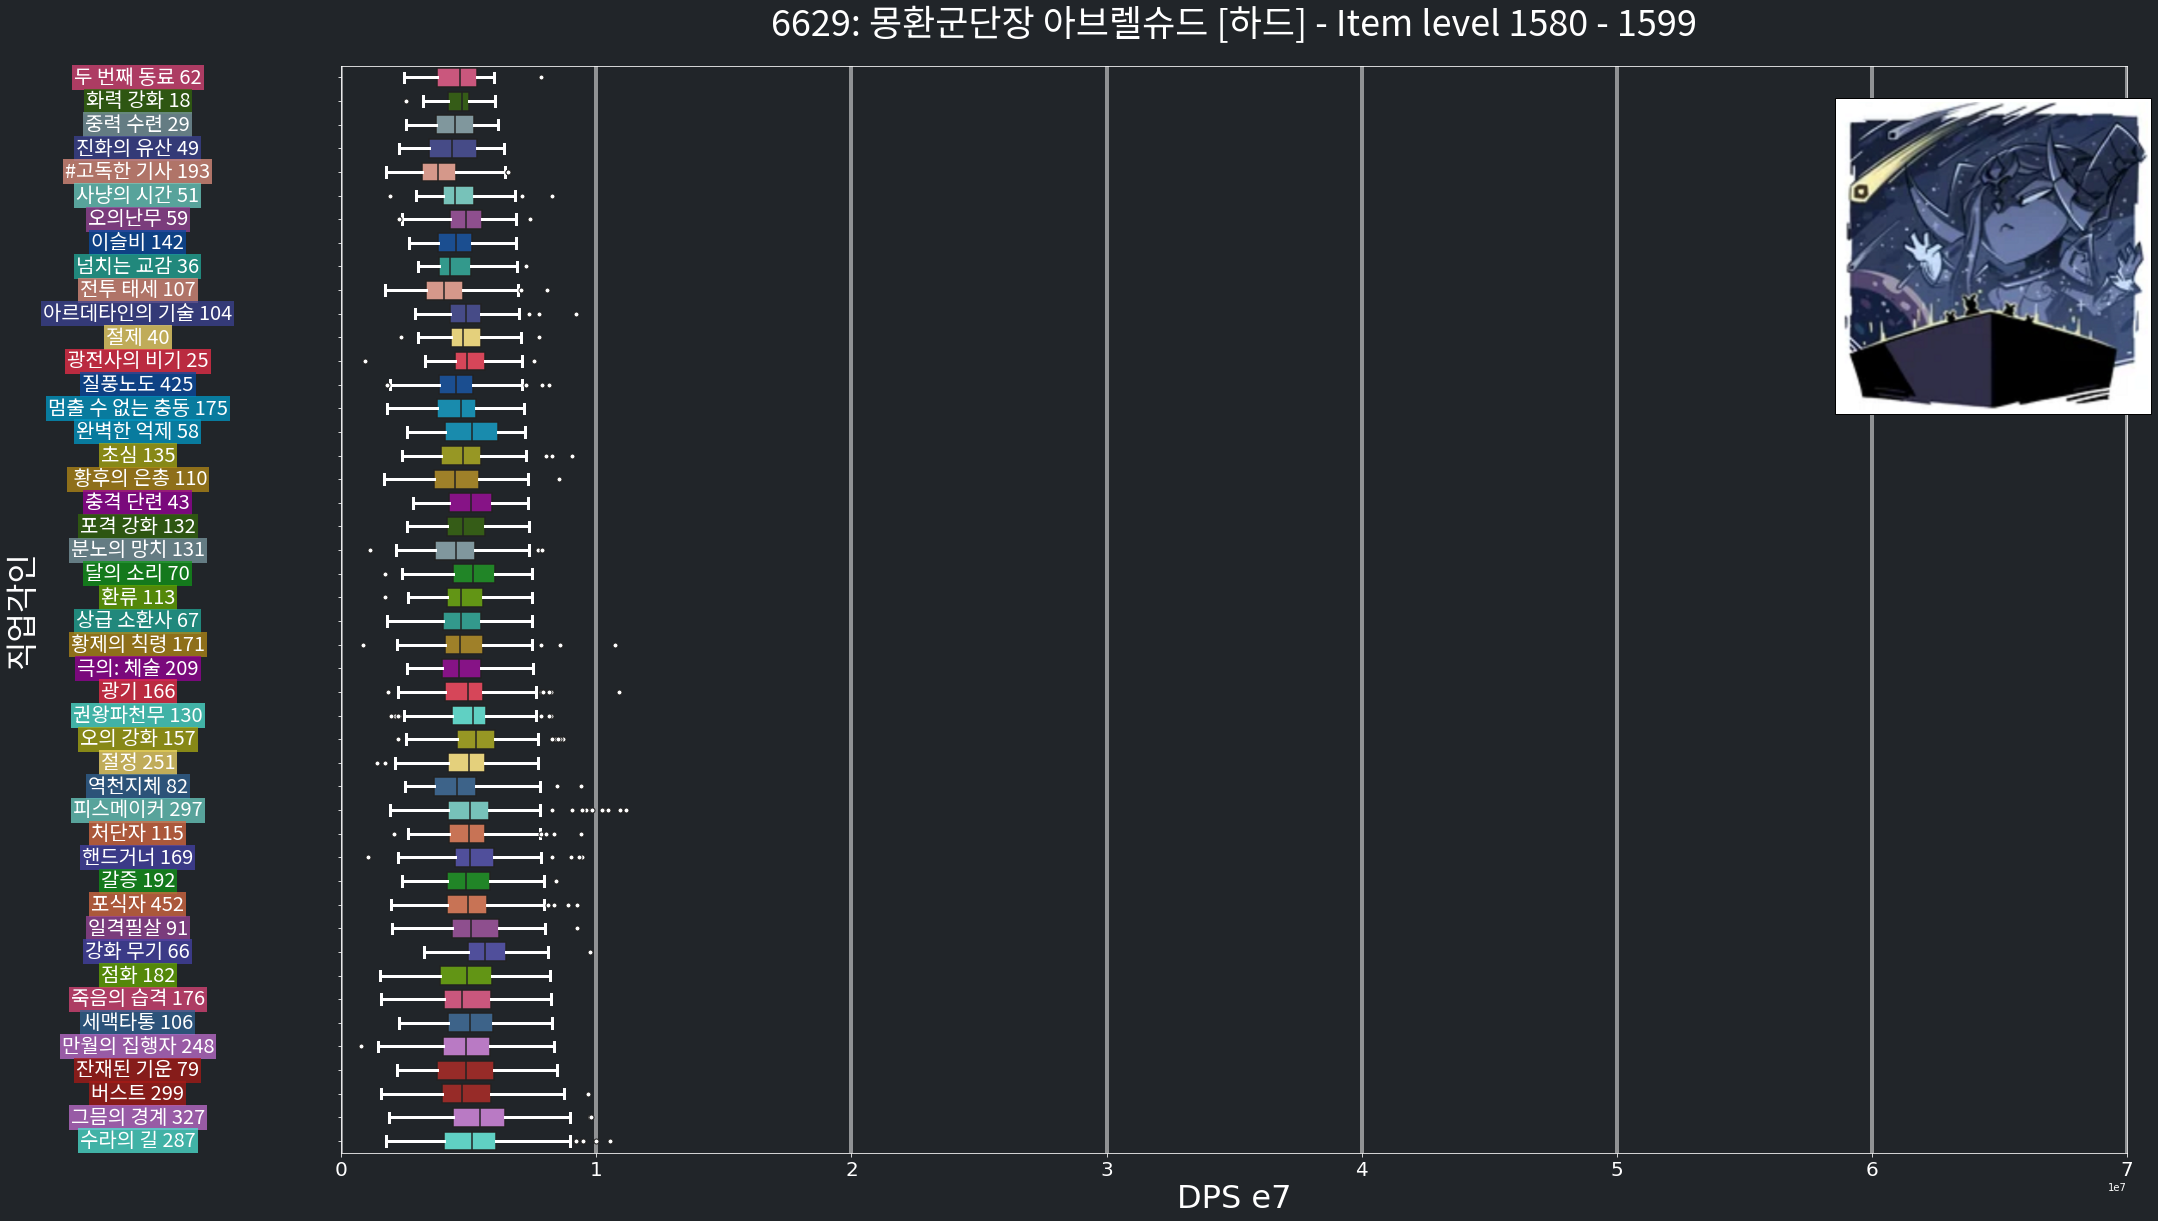 6629: 몽환군단장 아브렐슈드 [하드] - Item level 1580 - 1599
두 번째 동료 62
화력 강화 18
중력 수련 29
진화의 유산 49
#고독한 기사 193
사냥의 시간 51
오의난무 59
이슬비 142
넘치는 교감 36
전투 태세 107
아르데타인의 기술 104
절제 40
광전사의 비기 25
질풍노도 425
멈출 수 없는 충동 175
완벽한 억제 58
초심 135
황후의 은총 110
충격 단련 43
포격 강화 132
분노의 망치 131
달의 소리 70
환류 113
상급 소환사 67
황제의 칙령 171
극의: 체술 209
광기 166
권왕파천무 130
오의 강화 157
절정 251
역천지체 82
피스메이커 297
처단자 115
핸드거너 169
갈증 192
포식자 452
일격필살 91
강화 무기 66
점화 182
죽음의 습격 176
세맥타통 106
만월의 집행자 248
잔재된 기운 79
버스트 299
그믐의 경계 327
수라의 길 287
직업각인
0 1 2 3 4 5 6 7
1e7
DPS e7